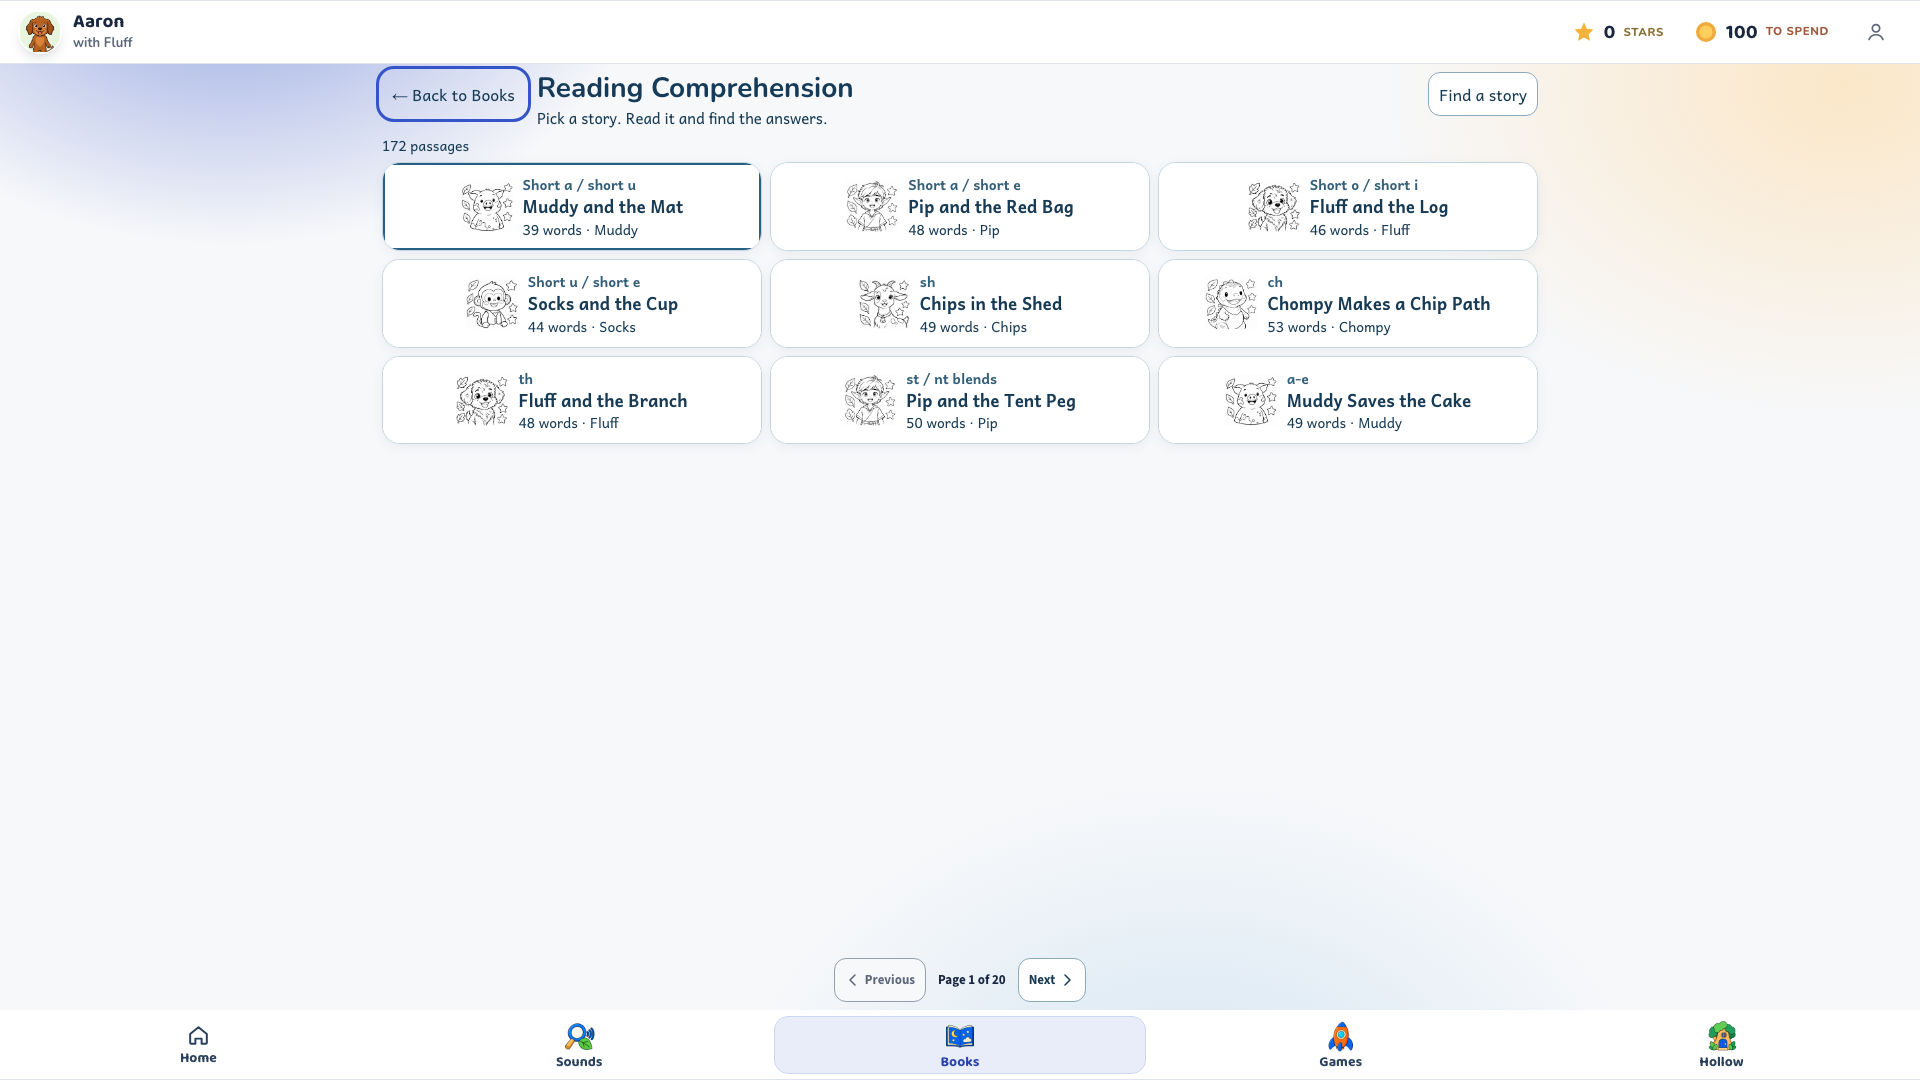 Aaron
with Fluff
0 STARS
100 TO SPEND
← Back to Books
Reading Comprehension
Pick a story. Read it and find the answers.
Find a story
172 passages
Short a / short u
Muddy and the Mat
39 words · Muddy
Short a / short e
Pip and the Red Bag
48 words · Pip
Short o / short i
Fluff and the Log
46 words · Fluff
Short u / short e
Socks and the Cup
44 words · Socks
sh
Chips in the Shed
49 words · Chips
ch
Chompy Makes a Chip Path
53 words · Chompy
th
Fluff and the Branch
48 words · Fluff
st / nt blends
Pip and the Tent Peg
50 words · Pip
a-e
Muddy Saves the Cake
49 words · Muddy
Previous
Page 1 of 20
Next
Home
Sounds
Books
Games
Hollow